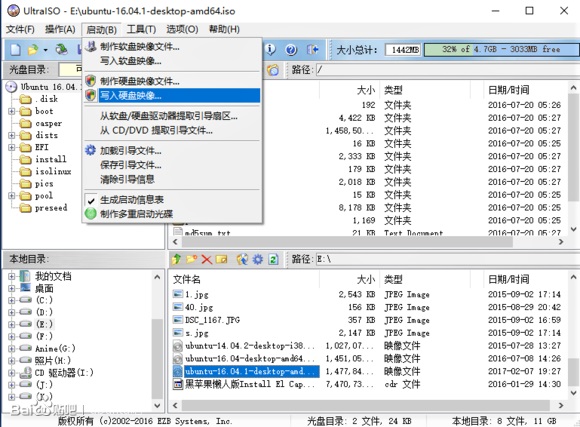 UltraISO - E:\ubuntu-16.04.1-desktop-amd64.iso
文件(F) 操作(A) 启动(B) 工具(T) 选项(O) 帮助(H)
大小总计: 1442MB 32% of 4.7GB - 3033MB free
光盘目录: 可
路径: /
制作软盘映像文件...
写入软盘映像...
制作硬盘映像文件...
写入硬盘映像...
从软盘/硬盘驱动器提取引导扇区...
从 CD/DVD 提取引导文件...
加载引导文件...
保存引导文件...
清除引导信息
生成启动信息表
制作多重启动光碟
Ubuntu 16.04.
.disk
boot
casper
dists
EFI
install
isolinux
pics
pool
preseed
大小 类型 日期/时间
192 文件夹 2016-07-20 05:26
4,422 KB 文件夹 2016-07-20 05:26
1,458,50... 文件夹 2016-07-20 05:26
16 KB 文件夹 2016-07-20 05:26
2,333 文件夹 2016-07-20 05:26
179 KB 文件夹 2016-07-20 05:26
2,018 文件夹 2016-07-20 05:26
15 KB 文件夹 2016-07-20 05:26
8,178 KB 文件夹 2016-07-20 05:26
1,169 文件夹 2016-07-20 05:26
md5sum.txt 21 KB Text Document 2016-07-20 05:26
本地目录:
路径: E:\
我的文档
桌面
(C:)
(D:)
(E:)
(F:)
Anime(G:)
照片(H:)
CD 驱动器(I:)
(J:)
(X:)
文件名 大小 类型 日期/时间
1.jpg 2,543 KB JPEG Image 2015-09-02 17:14
40.jpg 156 KB JPEG Image 2015-08-29 20:42
DSC_1167.JPG 357 KB JPEG Image 2015-08-29 16:59
s.jpg 2,147 KB JPEG Image 2015-09-02 17:14
ubuntu-14.04.2-desktop-i38... 1,027,07... 映像文件 2015-07-28 13:27
ubuntu-16.04-desktop-amd64... 1,451,05... 映像文件 2016-07-08 14:26
ubuntu-16.04.1-desktop-amd... 1,477,84... 映像文件 2017-02-07 19:27
黑苹果懒人版Install El Cap... 7,470,73... cdr 文件 2016-01-29 14:30
Bai 贴吧
版权所有 (c)2002-2016 EZB Systems, Inc. 光盘目录: 2 文件, 24 KB 本地目录: 8 文件, 11 GB